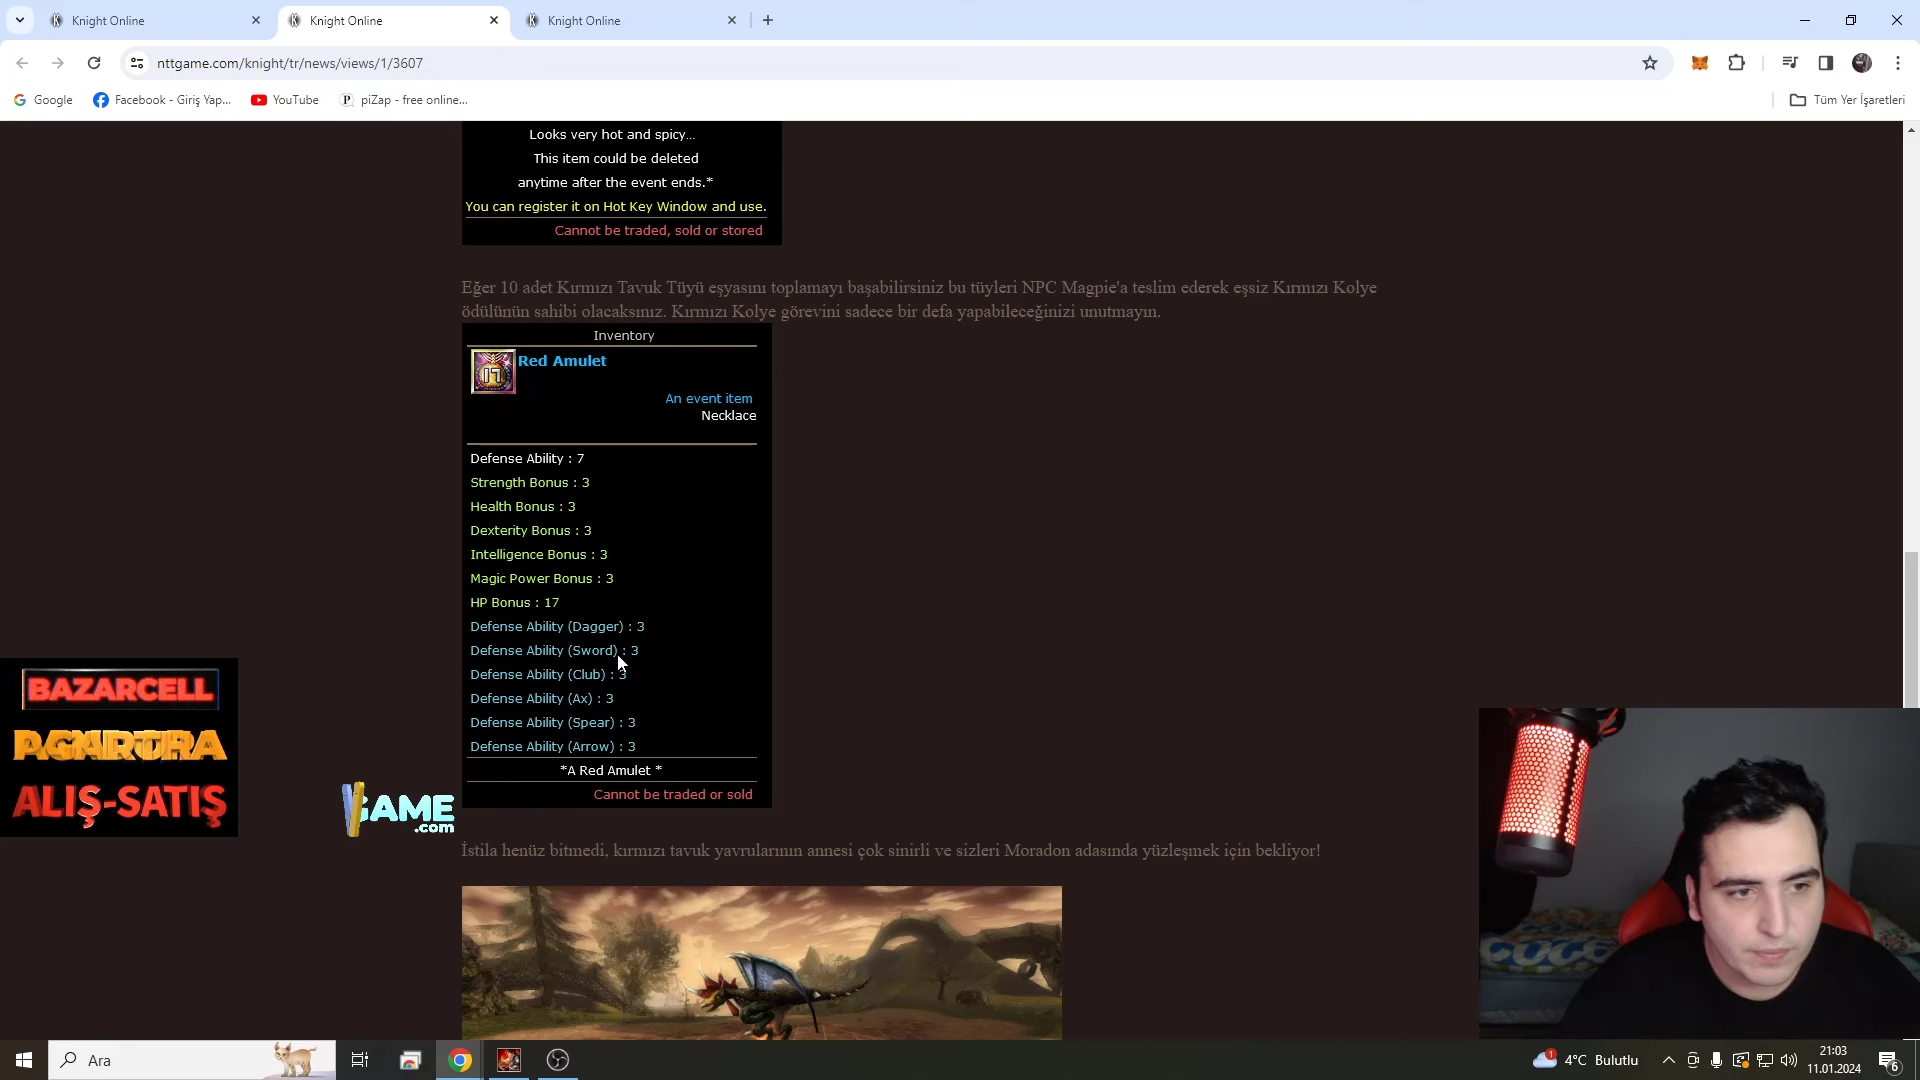 Knight Online
Knight Online
Knight Online
nttgame.com/knight/tr/news/views/1/3607
Google
Facebook - Giriş Yap...
YouTube
piZap - free online...
Tüm Yer İşaretleri
Looks very hot and spicy...
This item could be deleted
anytime after the event ends.*
You can register it on Hot Key Window and use.
Cannot be traded, sold or stored
Eğer 10 adet Kırmızı Tavuk Tüyü eşyasını toplamayı başabilirsiniz bu tüyleri NPC Magpie'a teslim ederek eşsiz Kırmızı Kolye
ödülünün sahibi olacaksınız. Kırmızı Kolye görevini sadece bir defa yapabileceğinizi unutmayın.
Inventory
17
Red Amulet
An event item
Necklace
Defense Ability : 7
Strength Bonus : 3
Health Bonus : 3
Dexterity Bonus : 3
Intelligence Bonus : 3
Magic Power Bonus : 3
HP Bonus : 17
Defense Ability (Dagger) : 3
Defense Ability (Sword) : 3
Defense Ability (Club) : 3
Defense Ability (Ax) : 3
Defense Ability (Spear) : 3
Defense Ability (Arrow) : 3
*A Red Amulet *
Cannot be traded or sold
BAZARCELL
ALIŞ-SATIŞ
GAME
.com
İstila henüz bitmedi, kırmızı tavuk yavrularının annesi çok sinirli ve sizleri Moradon adasında yüzleşmek için bekliyor!
Ara
1
4°C Bulutlu
21:03
11.01.2024
6